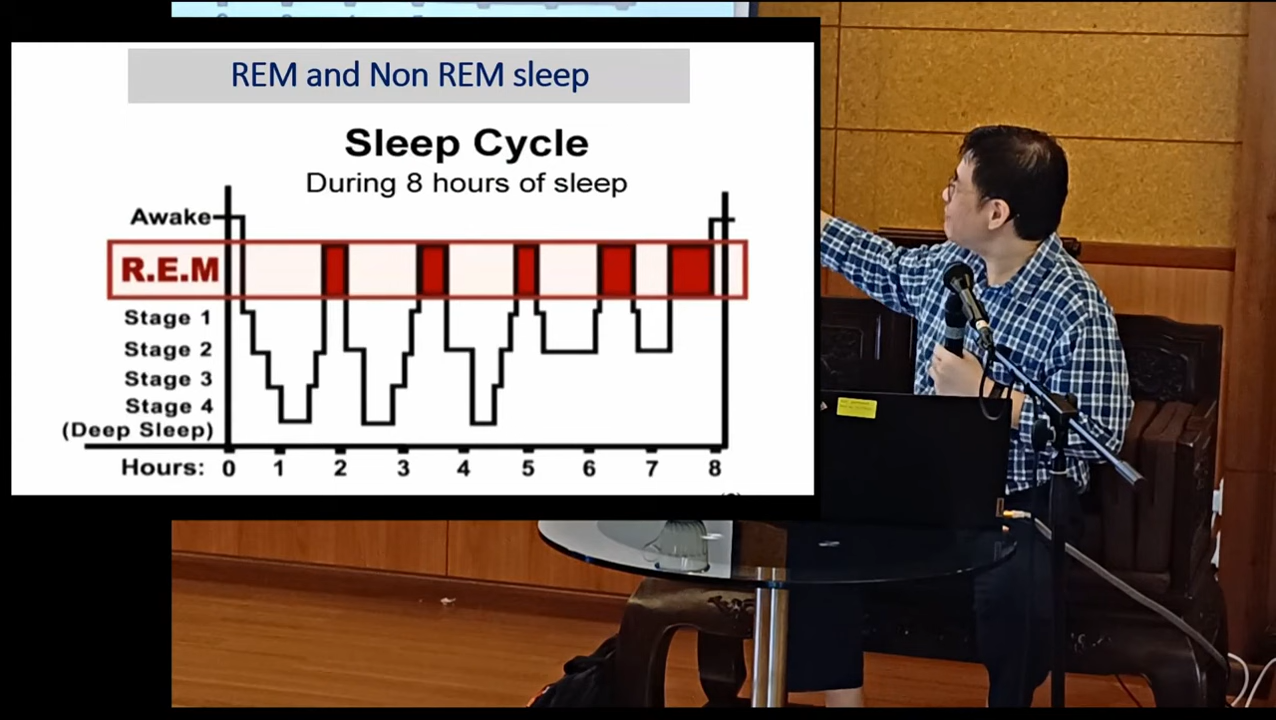 REM and Non REM sleep
Sleep Cycle
During 8 hours of sleep
Awake
R.E.M
Stage 1
Stage 2
Stage 3
Stage 4
(Deep Sleep)
Hours: 0 1 2 3 4 5 6 7 8